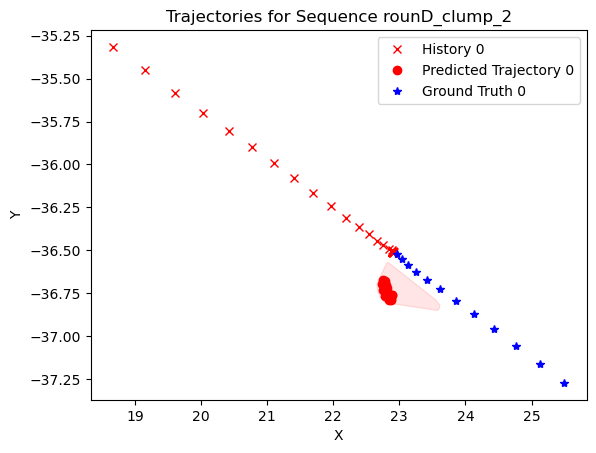 Trajectories for Sequence rounD_clump_2
History 0
Predicted Trajectory 0
Ground Truth 0
−35.25
−35.50
−35.75
−36.00
−36.25
−36.50
−36.75
−37.00
−37.25
Y
19 20 21 22 23 24 25
X